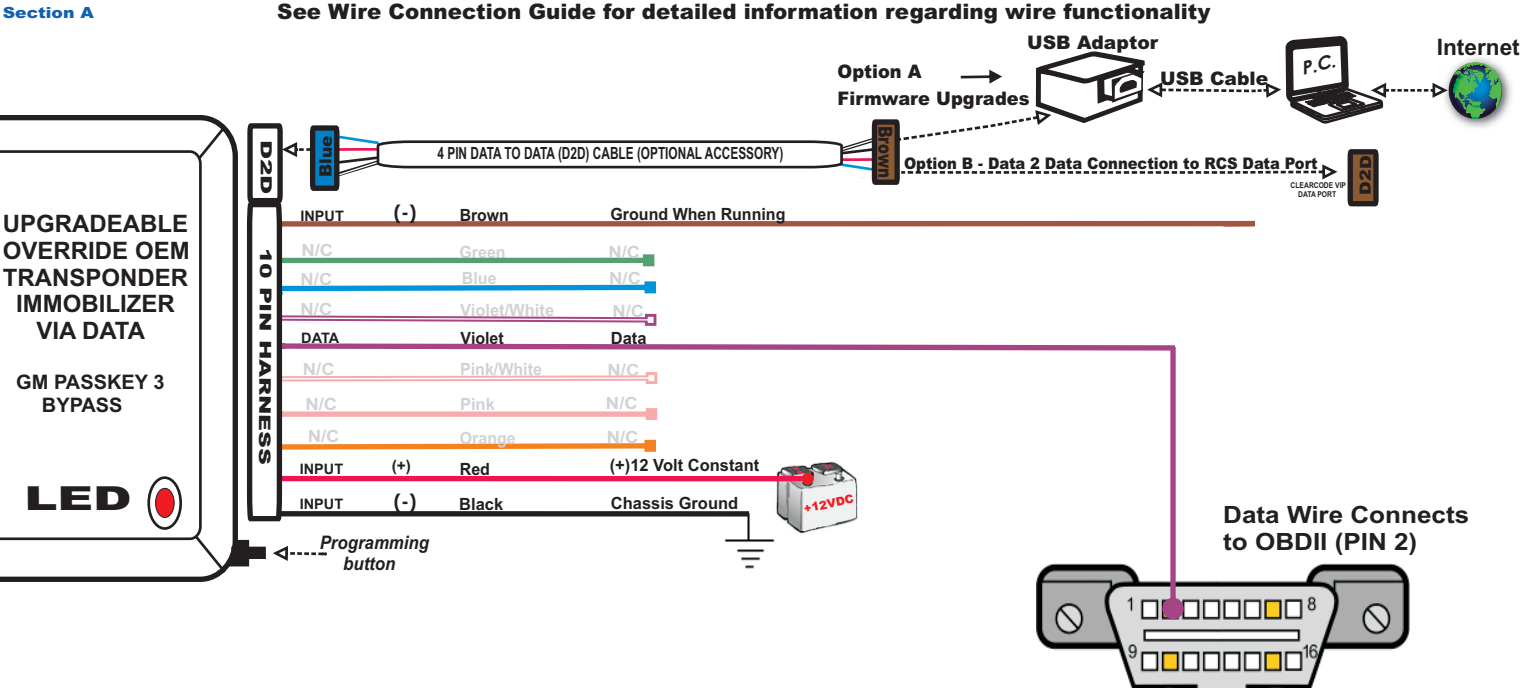 Section A
See Wire Connection Guide for detailed information regarding wire functionality
USB Adaptor
Internet
Option A
Firmware Upgrades
USB Cable
P.C.
D2D
Blue
4 PIN DATA TO DATA (D2D) CABLE (OPTIONAL ACCESSORY)
Brown
Option B - Data 2 Data Connection to RCS Data Port
CLEARCODE VIP
DATA PORT
D2D
UPGRADEABLE
OVERRIDE OEM
TRANSPONDER
IMMOBILIZER
VIA DATA
GM PASSKEY 3
BYPASS
LED
10 PIN HARNESS
INPUT (-) Brown Ground When Running
N/C Green N/C
N/C Blue N/C
N/C Violet/White N/C
DATA Violet Data
N/C Pink/White N/C
N/C Pink N/C
N/C Orange N/C
INPUT (+) Red (+)12 Volt Constant
INPUT (-) Black Chassis Ground
+12VDC
Programming
button
Data Wire Connects
to OBDII (PIN 2)
1 8
9 16